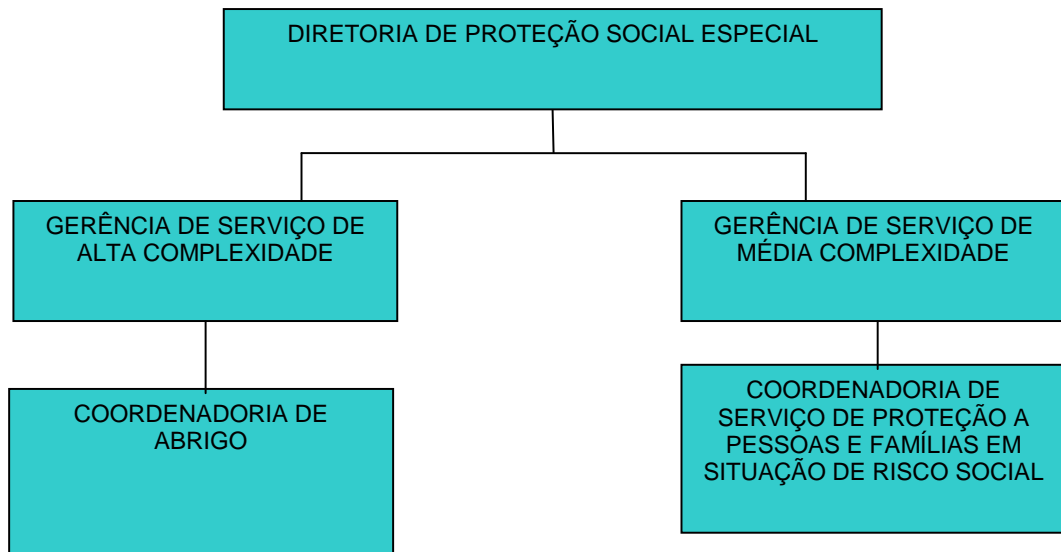 DIRETORIA DE PROTEÇÃO SOCIAL ESPECIAL
GERÊNCIA DE SERVIÇO DE
ALTA COMPLEXIDADE
GERÊNCIA DE SERVIÇO DE
MÉDIA COMPLEXIDADE
COORDENADORIA DE
ABRIGO
COORDENADORIA DE
SERVIÇO DE PROTEÇÃO A
PESSOAS E FAMÍLIAS EM
SITUAÇÃO DE RISCO SOCIAL